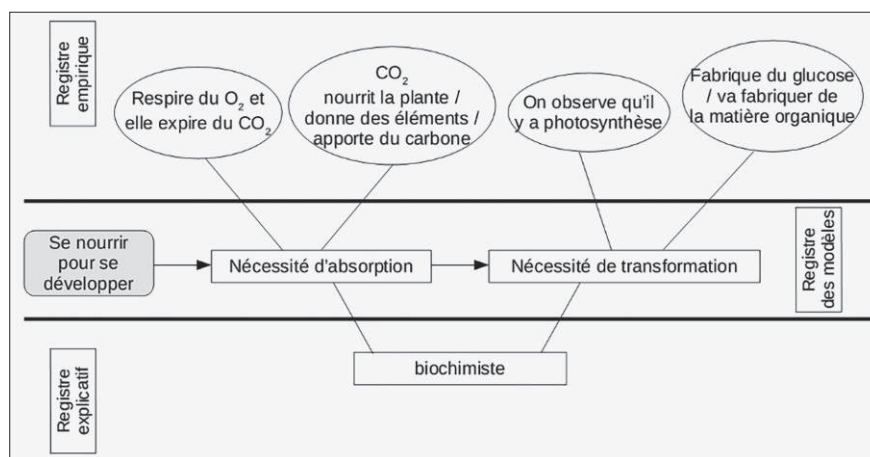 Registre
empirique
Respire du O₂ et
elle expire du CO₂
CO₂
nourrit la plante /
donne des éléments /
apporte du carbone
On observe qu'il
y a photosynthèse
Fabrique du glucose
/ va fabriquer de
la matière organique
Se nourrir
pour se
développer
Nécessité d'absorption
Nécessité de transformation
Registre
des modèles
Registre
explicatif
biochimiste